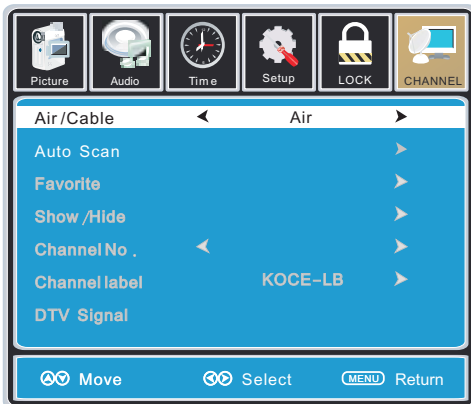 Picture Audio Time Setup LOCK CHANNEL
Air/Cable Air
Auto Scan
Favorite
Show/Hide
Channel No.
Channel label KOCE-LB
DTV Signal
Move Select MENU Return